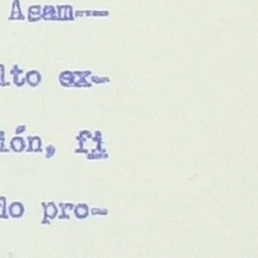 Asam--
lto ex-
ión, fi
lo pro-